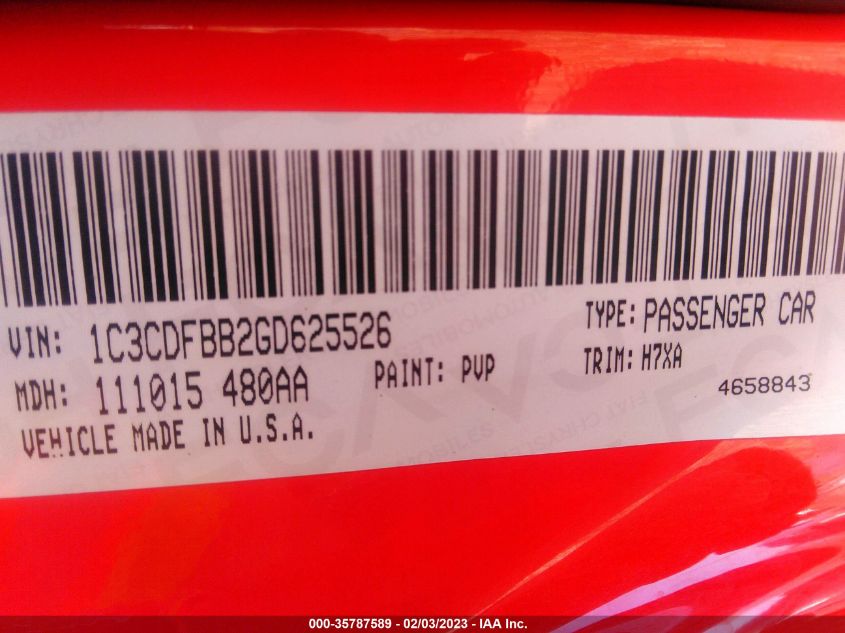 VIN: 1C3CDFBB2GD625526 TYPE: PASSENGER CAR
MDH: 111015 480AA PAINT: PVP TRIM: H7XA
VEHICLE MADE IN U.S.A. 4658843
000-35787589 - 02/03/2023 - IAA Inc.